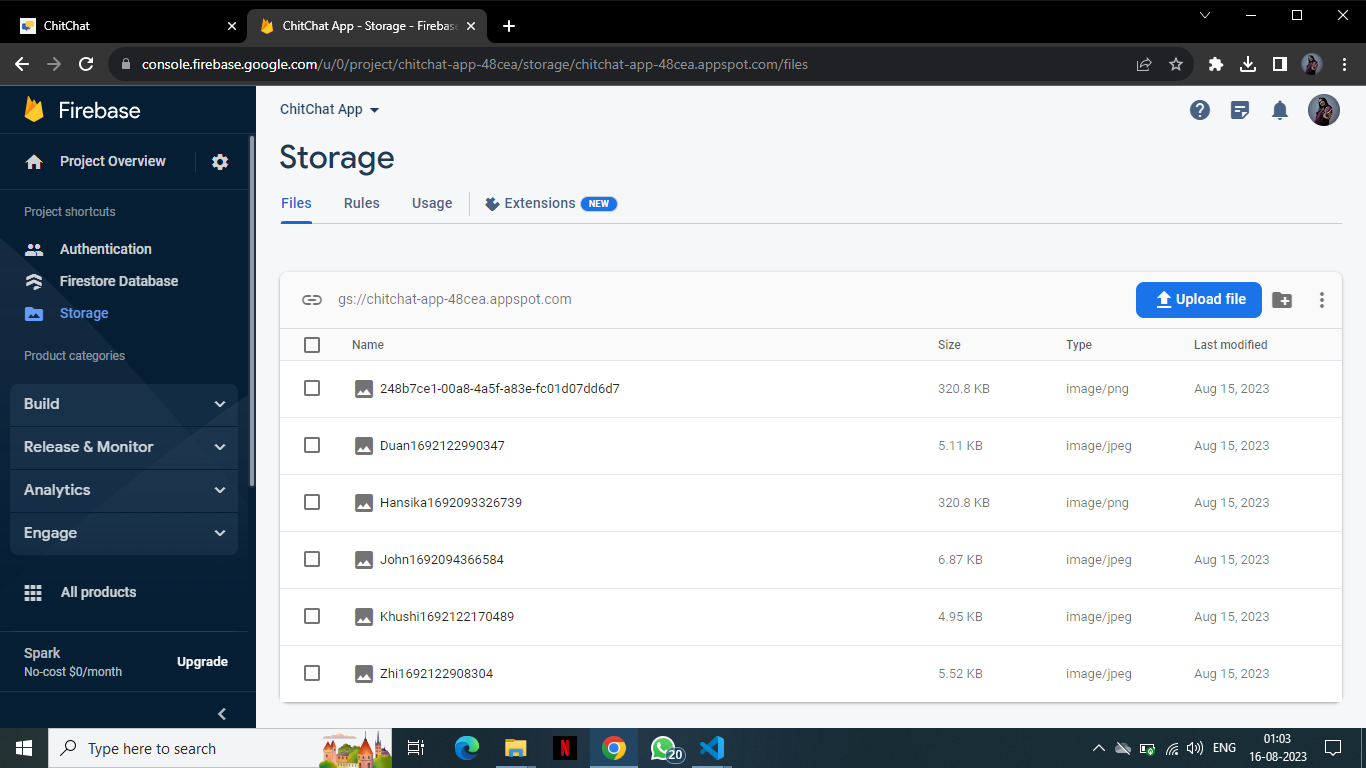 ChitChat
ChitChat App - Storage - Firebase
console.firebase.google.com/u/0/project/chitchat-app-48cea/storage/chitchat-app-48cea.appspot.com/files
Firebase
ChitChat App
Project Overview
Storage
Files Rules Usage Extensions NEW
Project shortcuts
Authentication
Firestore Database
Storage
Product categories
Build
Release & Monitor
Analytics
Engage
All products
Spark
No-cost $0/month
Upgrade
gs://chitchat-app-48cea.appspot.com
Upload file
Name Size Type Last modified
248b7ce1-00a8-4a5f-a83e-fc01d07dd6d7 320.8 KB image/png Aug 15, 2023
Duan1692122990347 5.11 KB image/jpeg Aug 15, 2023
Hansika1692093326739 320.8 KB image/png Aug 15, 2023
John1692094366584 6.87 KB image/jpeg Aug 15, 2023
Khushi1692122170489 4.95 KB image/jpeg Aug 15, 2023
Zhi1692122908304 5.52 KB image/jpeg Aug 15, 2023
Type here to search
N
20
ENG
01:03
16-08-2023